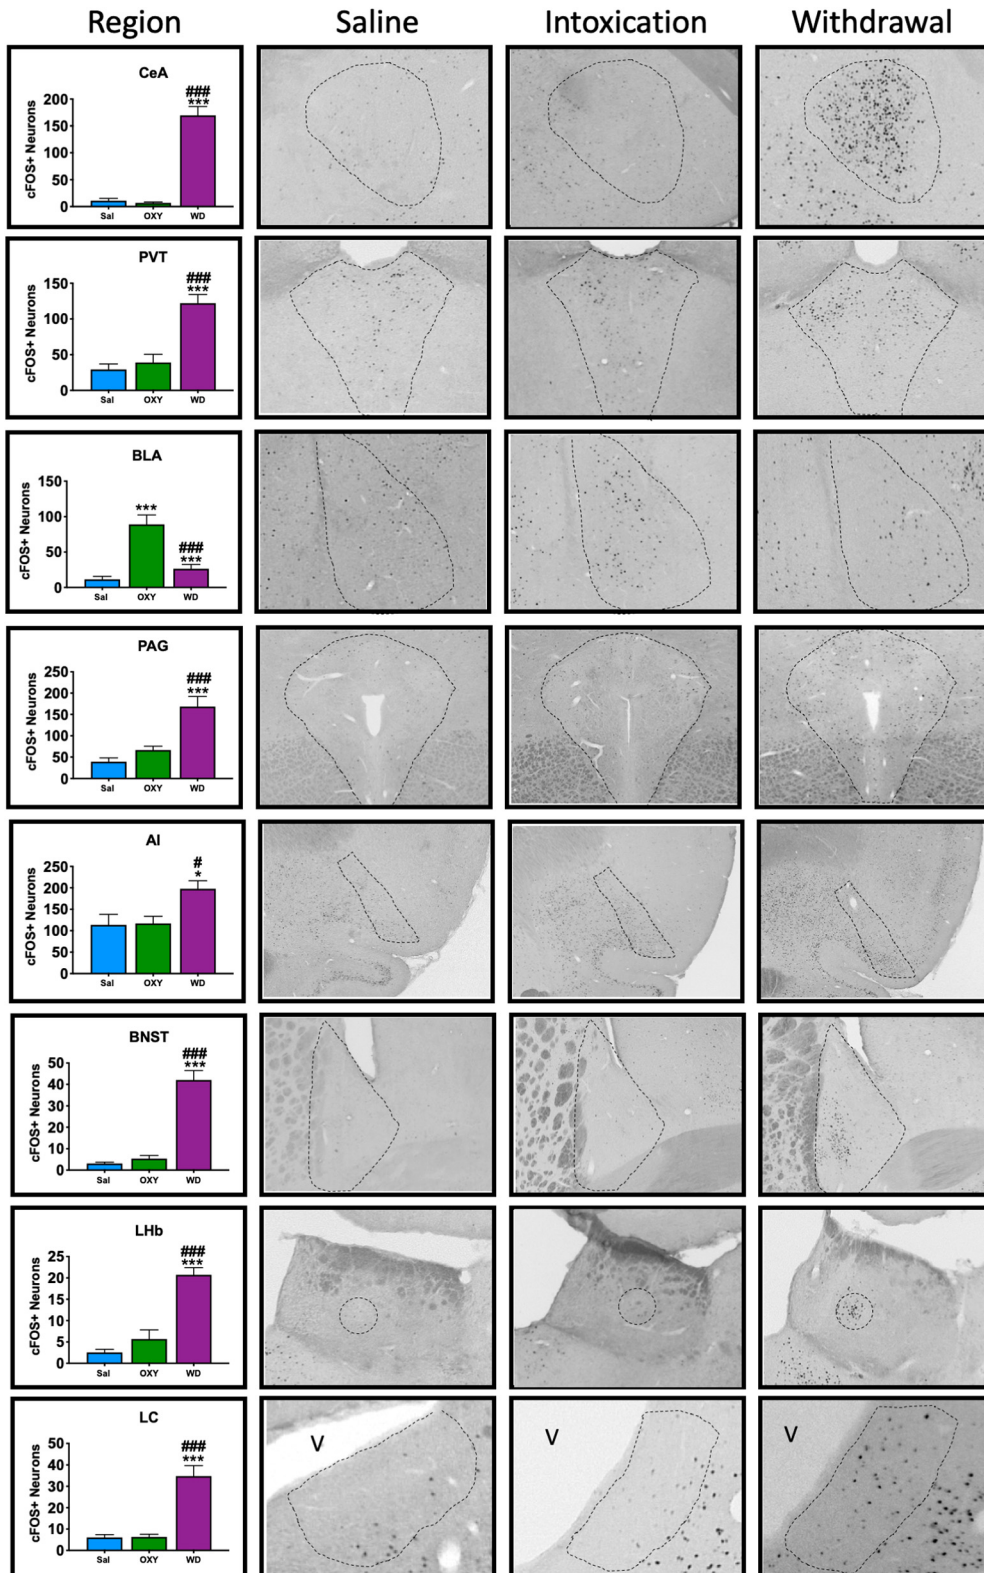 Region Saline Intoxication Withdrawal
CeA
cFOS+ Neurons
200
150
100
50
0
###
***
Sal OXY WD
PVT
cFOS+ Neurons
150
100
50
0
###
***
Sal OXY WD
BLA
cFOS+ Neurons
150
100
50
0
***
###
***
Sal OXY WD
PAG
cFOS+ Neurons
250
200
150
100
50
0
###
***
Sal OXY WD
AI
cFOS+ Neurons
250
200
150
100
50
0
#
*
Sal OXY WD
BNST
cFOS+ Neurons
50
40
30
20
10
0
###
***
Sal OXY WD
LHb
cFOS+ Neurons
25
20
15
10
5
0
###
***
Sal OXY WD
LC
cFOS+ Neurons
50
40
30
20
10
0
###
***
Sal OXY WD
V V V